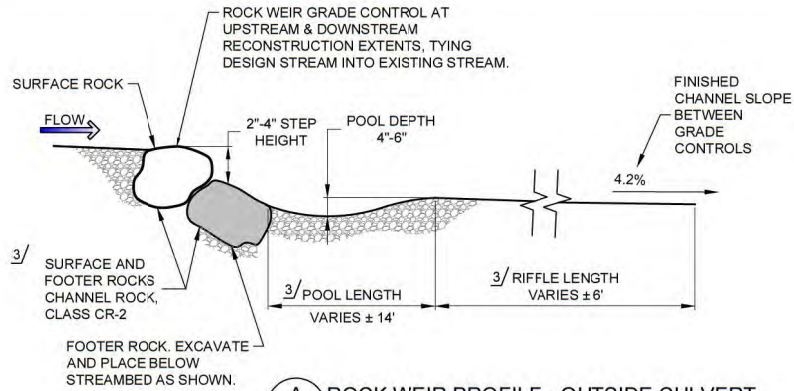 ROCK WEIR GRADE CONTROL AT
UPSTREAM & DOWNSTREAM
RECONSTRUCTION EXTENTS, TYING
DESIGN STREAM INTO EXISTING STREAM.
SURFACE ROCK
FLOW
2"-4" STEP
HEIGHT
POOL DEPTH
4"-6"
FINISHED
CHANNEL SLOPE
BETWEEN
GRADE
CONTROLS
4.2%
3/
SURFACE AND
FOOTER ROCKS
CHANNEL ROCK,
CLASS CR-2
3/ POOL LENGTH
VARIES ± 14'
3/ RIFFLE LENGTH
VARIES ±6'
FOOTER ROCK. EXCAVATE
AND PLACE BELOW
STREAMBED AS SHOWN.
A ROCK WEIR PROFILE - OUTSIDE CULVERT